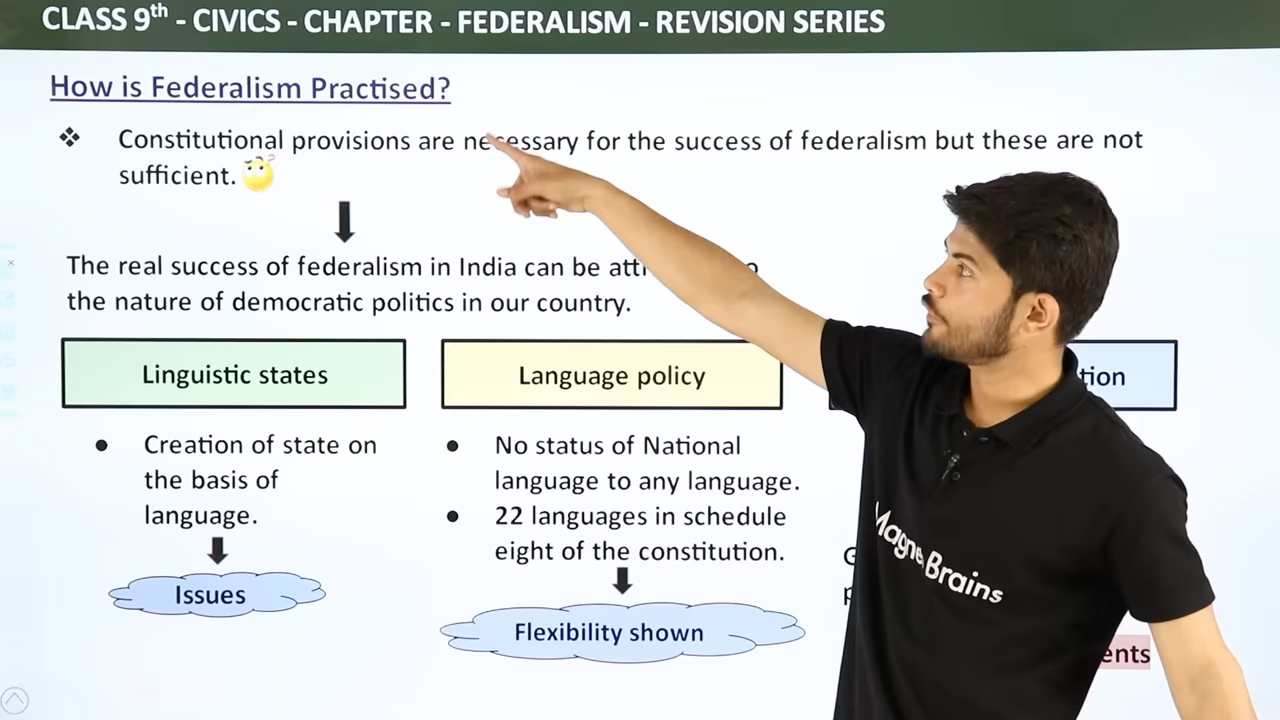 CLASS 9th - CIVICS - CHAPTER - FEDERALISM - REVISION SERIES
How is Federalism Practised?
❖ Constitutional provisions are necessary for the success of federalism but these are not
sufficient.
The real success of federalism in India can be
the nature of democratic politics in our country.
Linguistic states
Language policy
● Creation of state on
the basis of
language.
Issues
● No status of National
language to any language.
● 22 languages in schedule
eight of the constitution.
Flexibility shown
Magnet Brains